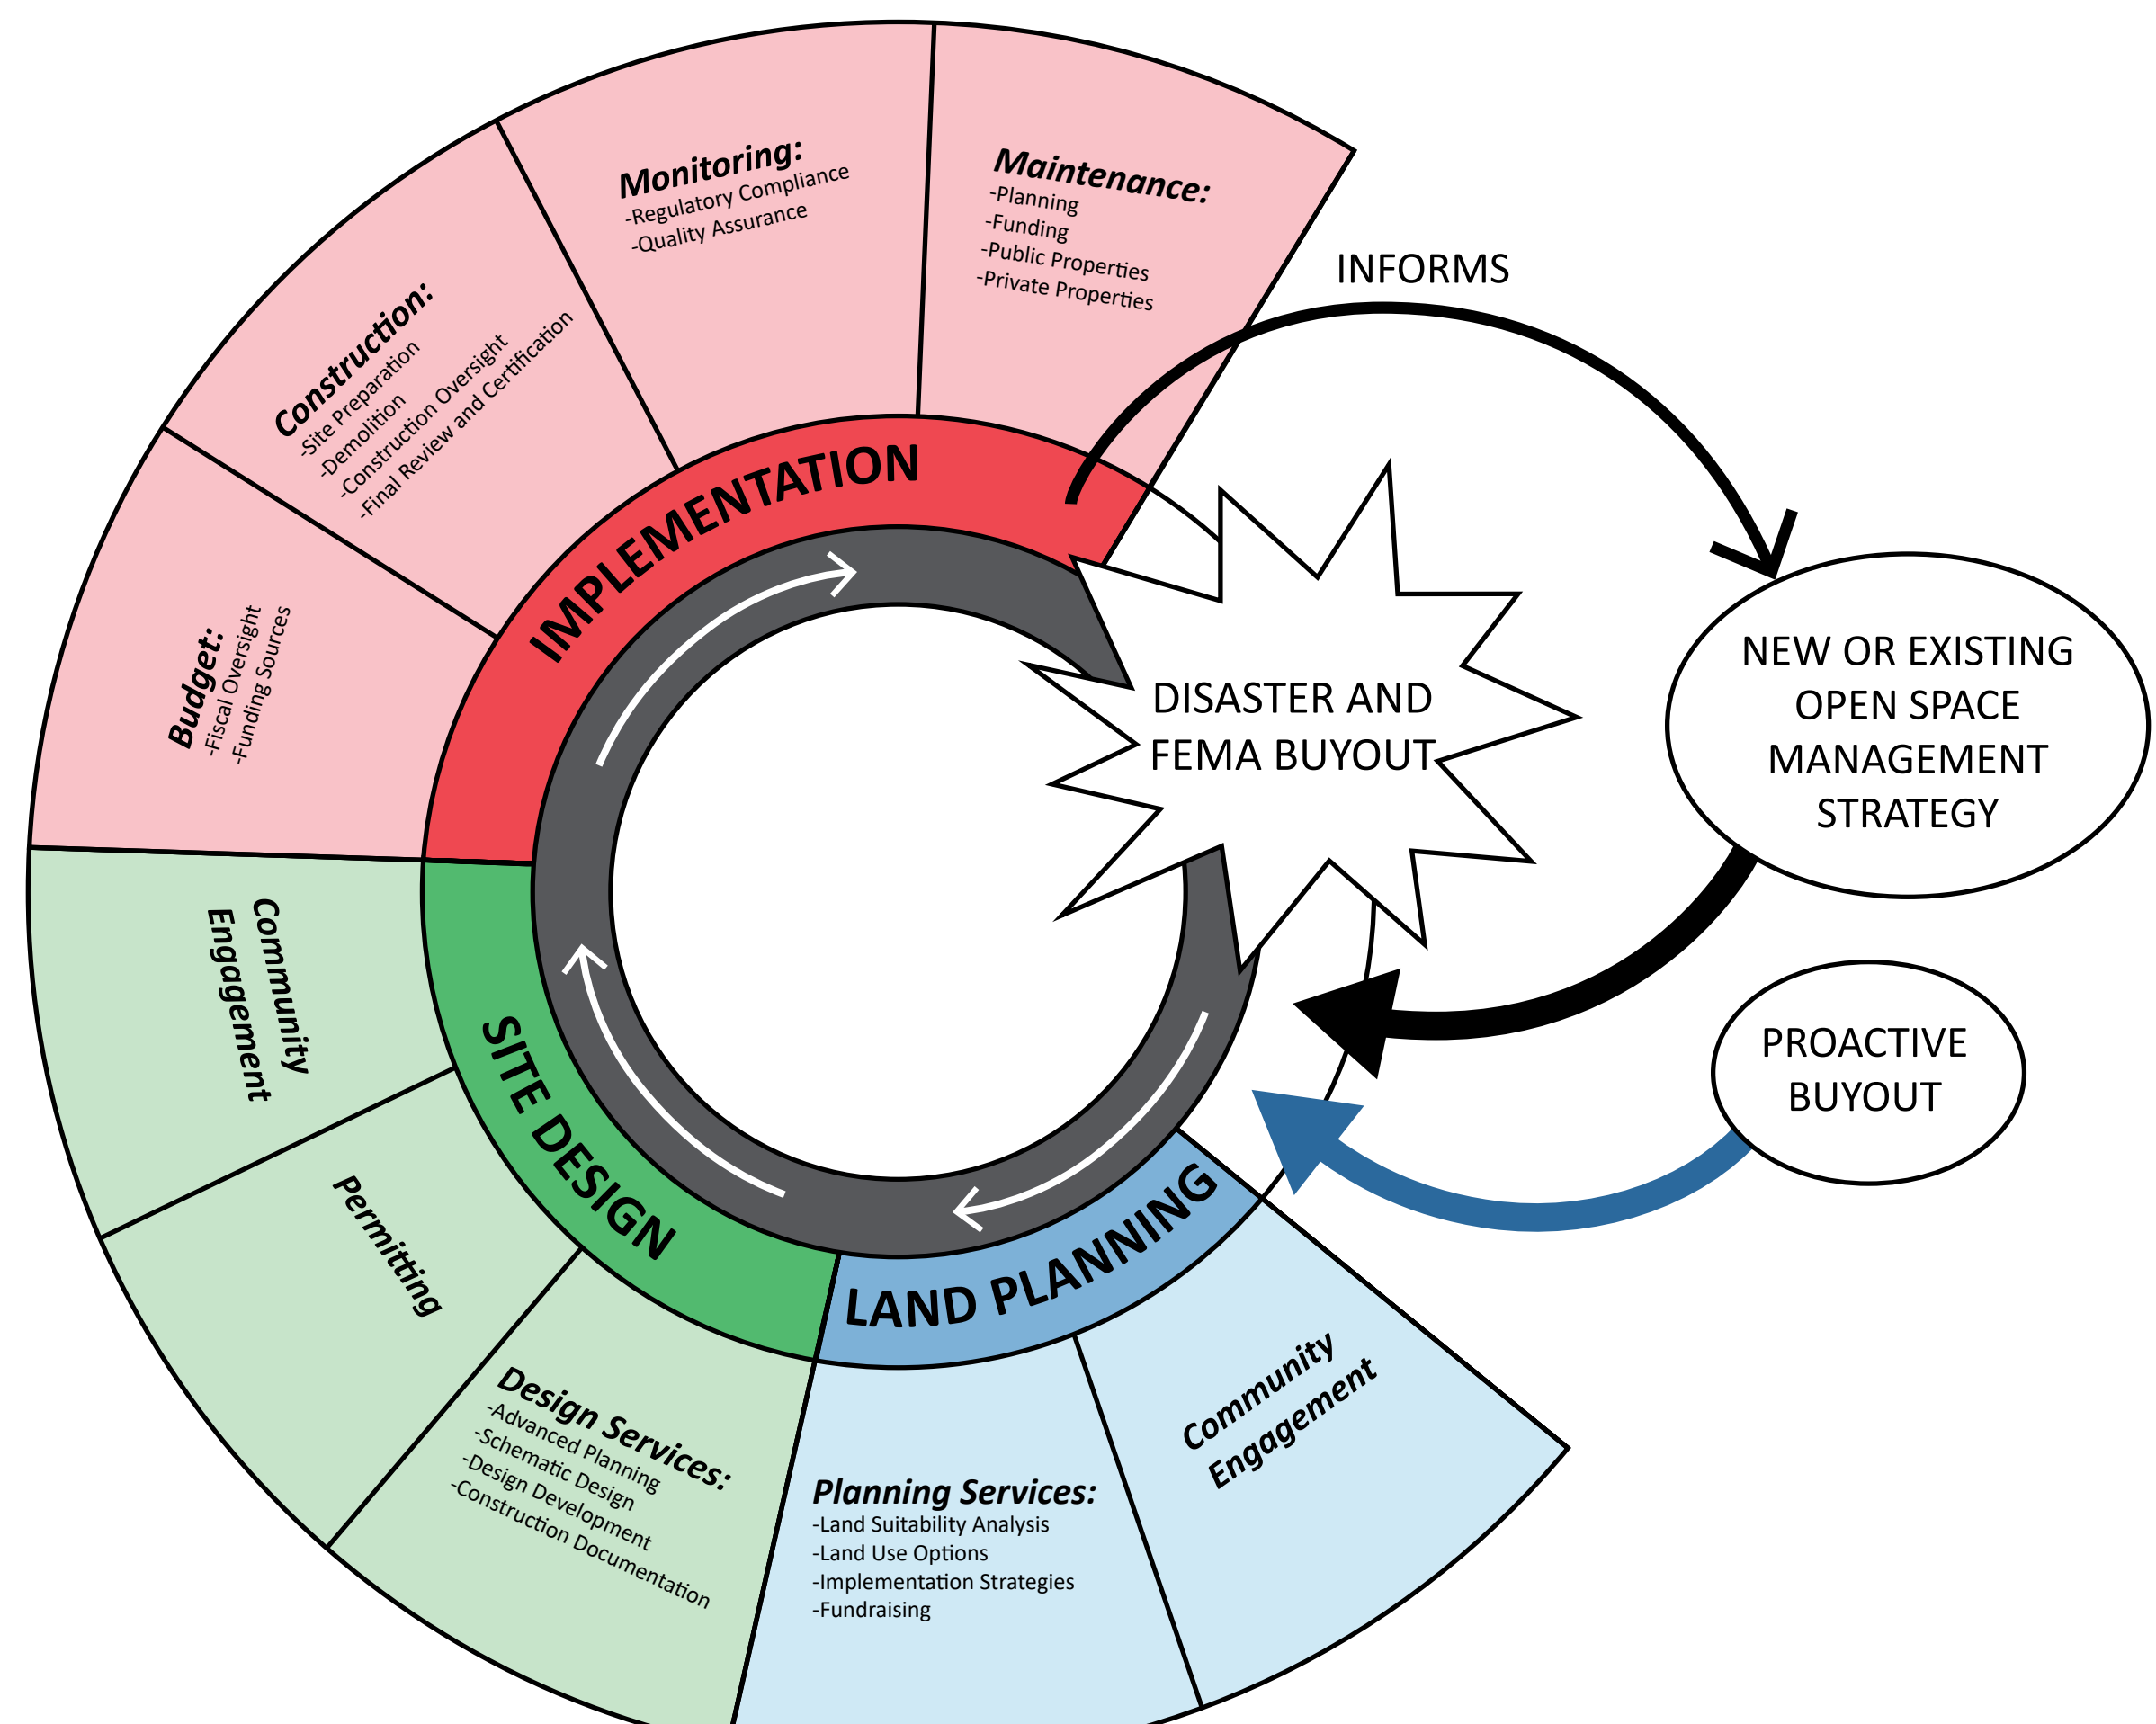 Monitoring:
-Regulatory Compliance
-Quality Assurance
Maintenance:
-Planning
-Funding
-Public Properties
-Private Properties
INFORMS
Construction:
-Site Preparation
-Demolition
-Construction Oversight
-Final Review and Certification
IMPLEMENTATION
Budget:
-Fiscal Oversight
-Funding Sources
DISASTER AND
FEMA BUYOUT
NEW OR EXISTING
OPEN SPACE
MANAGEMENT
STRATEGY
Community
Engagement
SITE DESIGN
PROACTIVE
BUYOUT
Permitting
LAND PLANNING
Design Services:
-Advanced Planning
-Schematic Design
-Design Development
-Construction Documentation
Planning Services:
-Land Suitability Analysis
-Land Use Options
-Implementation Strategies
-Fundraising
Community
Engagement